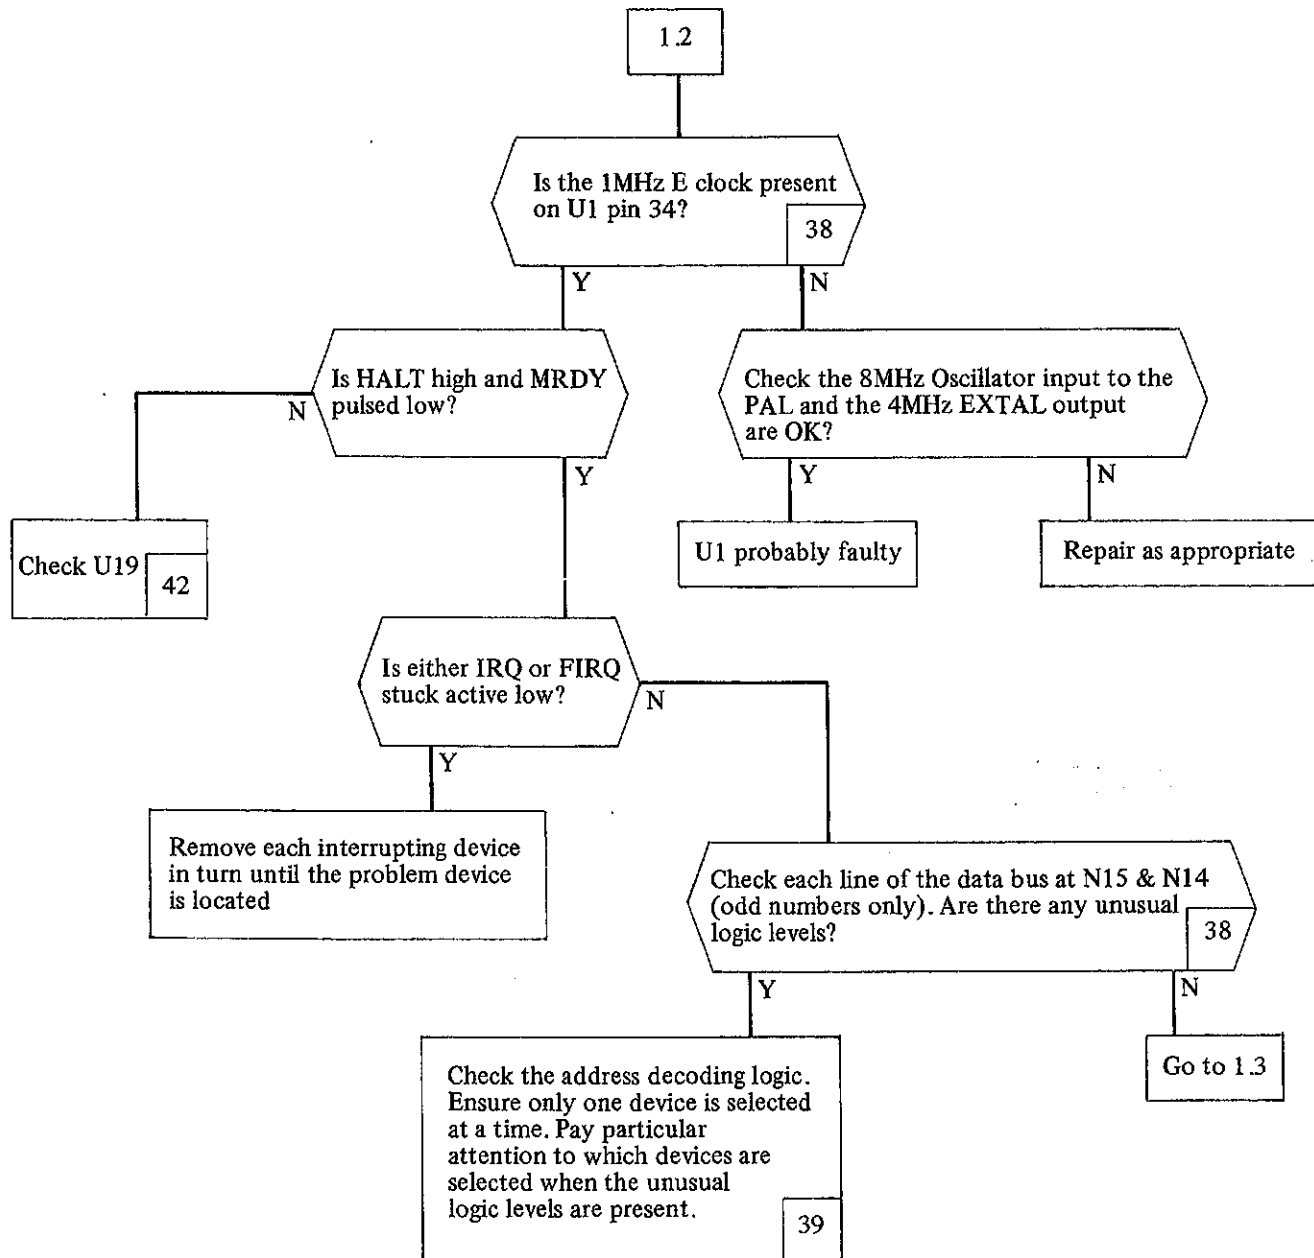 1.2
Is the 1MHz E clock present
on U1 pin 34?
38
Y
N
Is HALT high and MRDY
pulsed low?
N
Y
Check the 8MHz Oscillator input to the
PAL and the 4MHz EXTAL output
are OK?
Y
N
Check U19
42
U1 probably faulty
Repair as appropriate
Is either IRQ or FIRQ
stuck active low?
N
Y
Remove each interrupting device
in turn until the problem device
is located
Check each line of the data bus at N15 & N14
(odd numbers only). Are there any unusual
logic levels?
38
Y
N
Check the address decoding logic.
Ensure only one device is selected
at a time. Pay particular
attention to which devices are
selected when the unusual
logic levels are present.
39
Go to 1.3